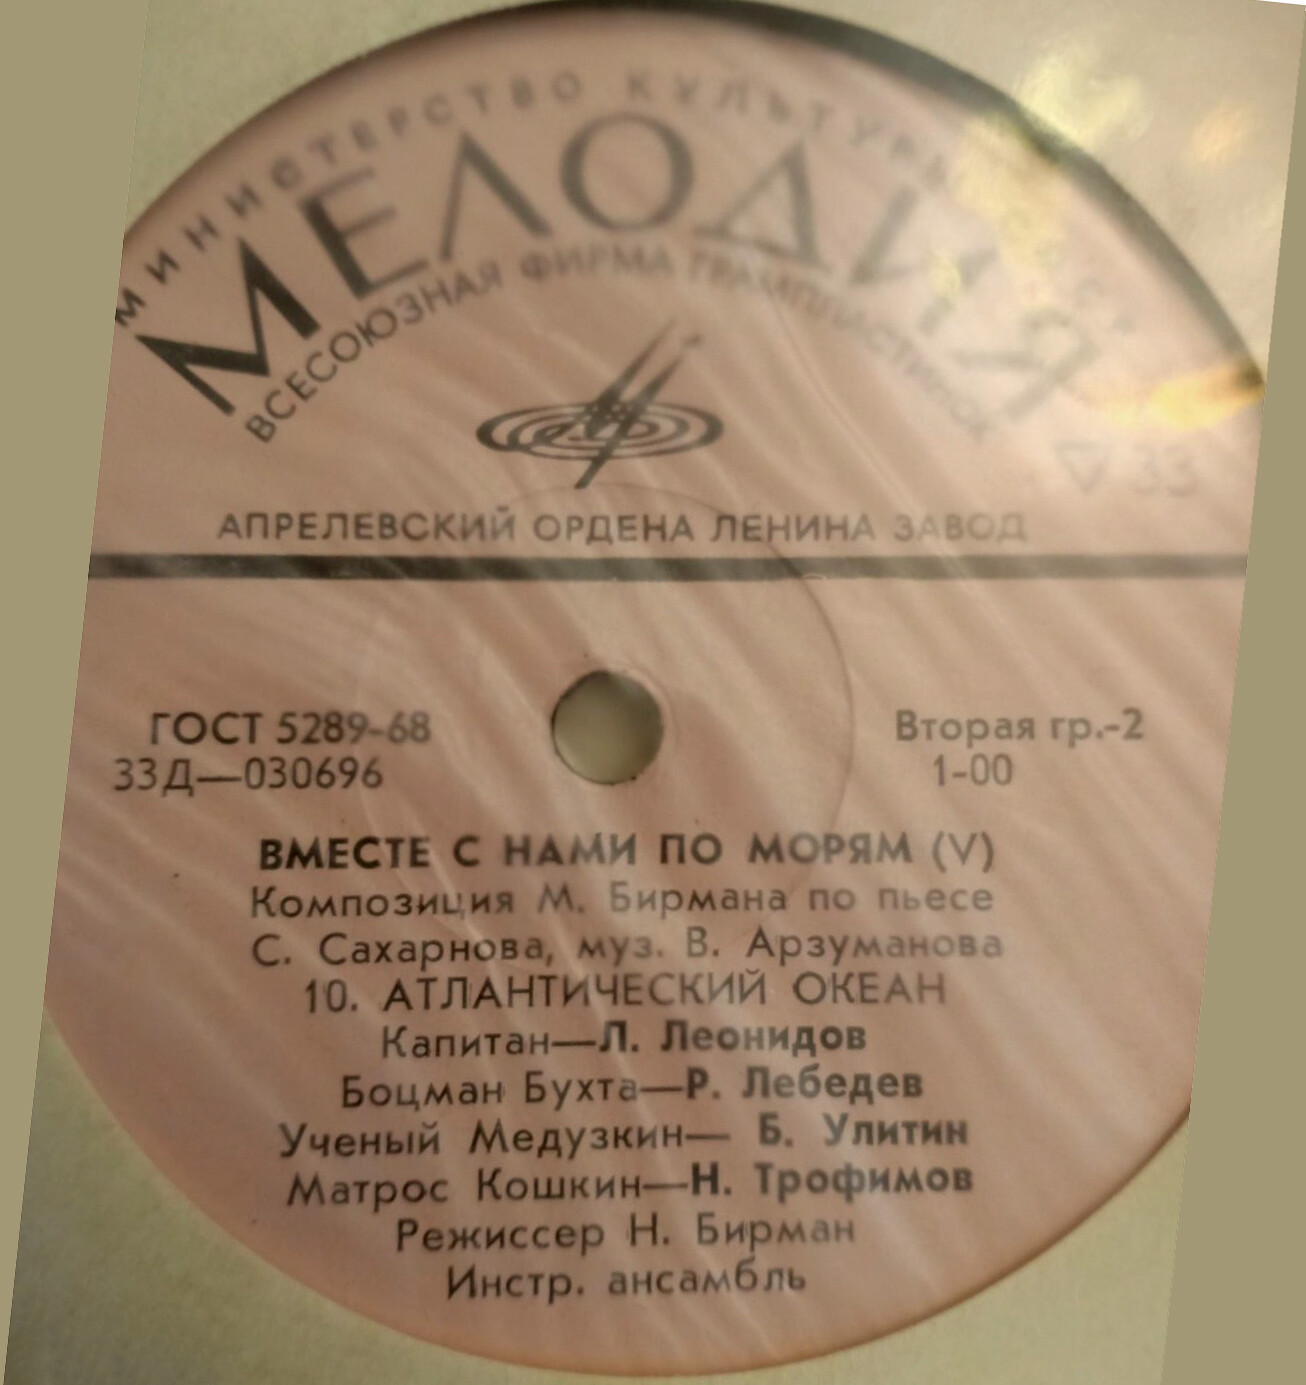 МИНИСТЕРСТВО КУЛЬТУРЫ
МЕЛОДИЯ
ВСЕСОЮЗНАЯ ФИРМА ГРАМПЛАСТИНОК
33
АПРЕЛЕВСКИЙ ОРДЕНА ЛЕНИНА ЗАВОД
ГОСТ 5289-68
Вторая гр.-2
33Д—030696
1-00
ВМЕСТЕ С НАМИ ПО МОРЯМ (V)
Композиция М. Бирмана по пьесе
С. Сахарнова, муз. В. Арзуманова
10. АТЛАНТИЧЕСКИЙ ОКЕАН
Капитан—Л. Леонидов
Боцман Бухта—Р. Лебедев
Ученый Медузкин— Б. Улитин
Матрос Кошкин—Н. Трофимов
Режиссер Н. Бирман
Инстр. ансамбль